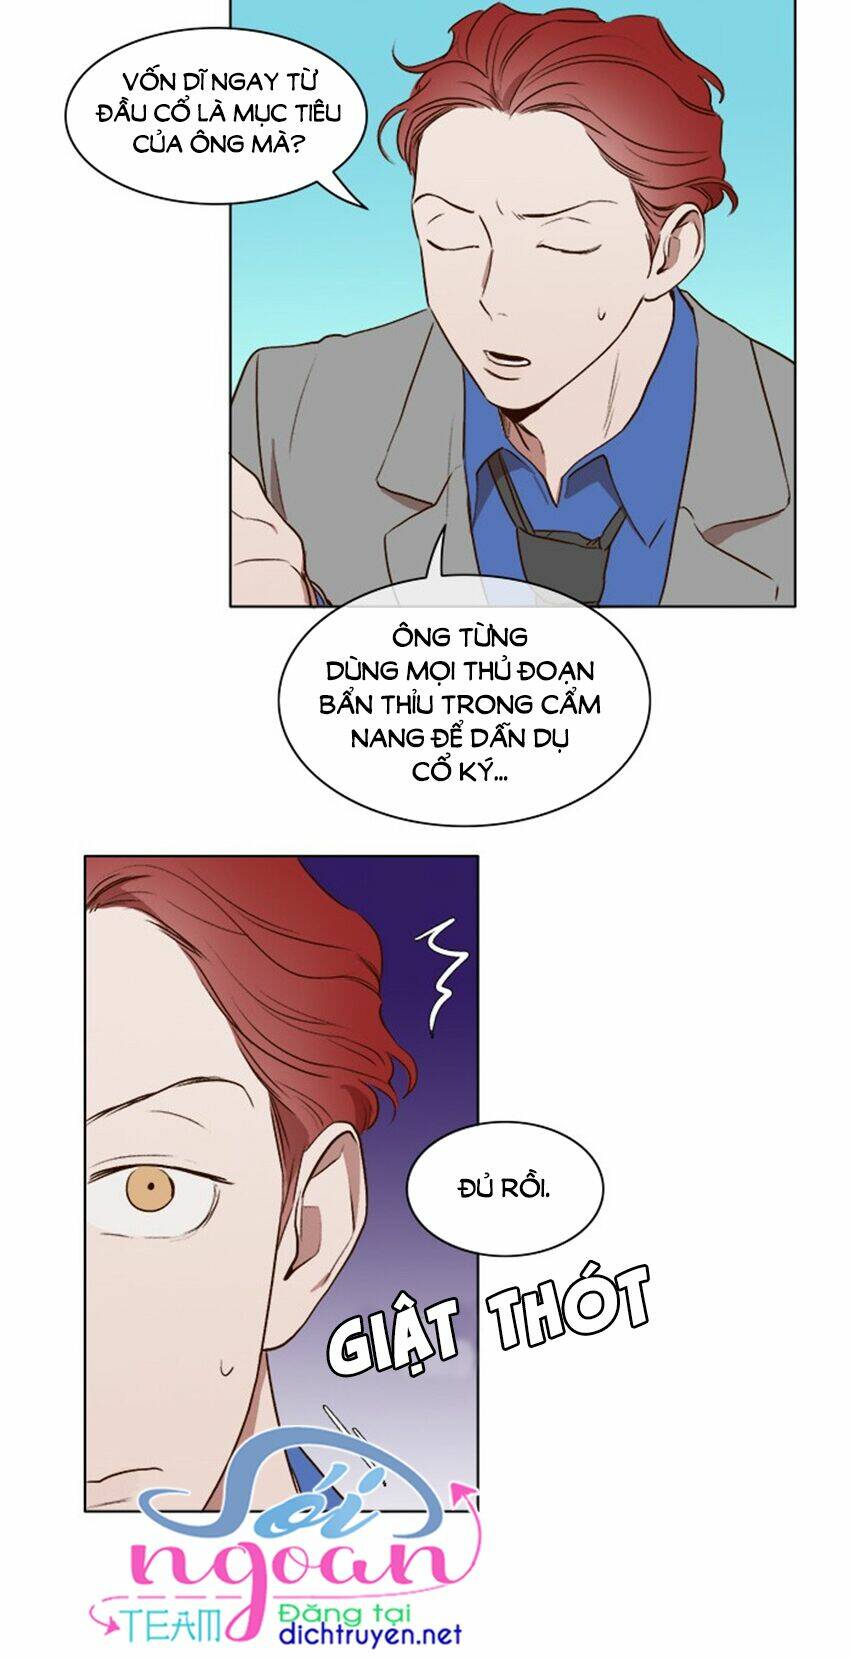 VỐN DĨ NGAY TỪ
ĐẦU CỔ LÀ MỤC TIÊU
CỦA ÔNG MÀ?
ÔNG TỪNG
DÙNG MỌI THỦ ĐOẠN
BẨN THỈU TRONG CẨM
NANG ĐỂ DẪN DỤ
CỔ KÝ...
ĐỦ RỒI.
GIẬT THÓT
Sói
ngoan
TEAM
Đăng tại
dichtruyen.net